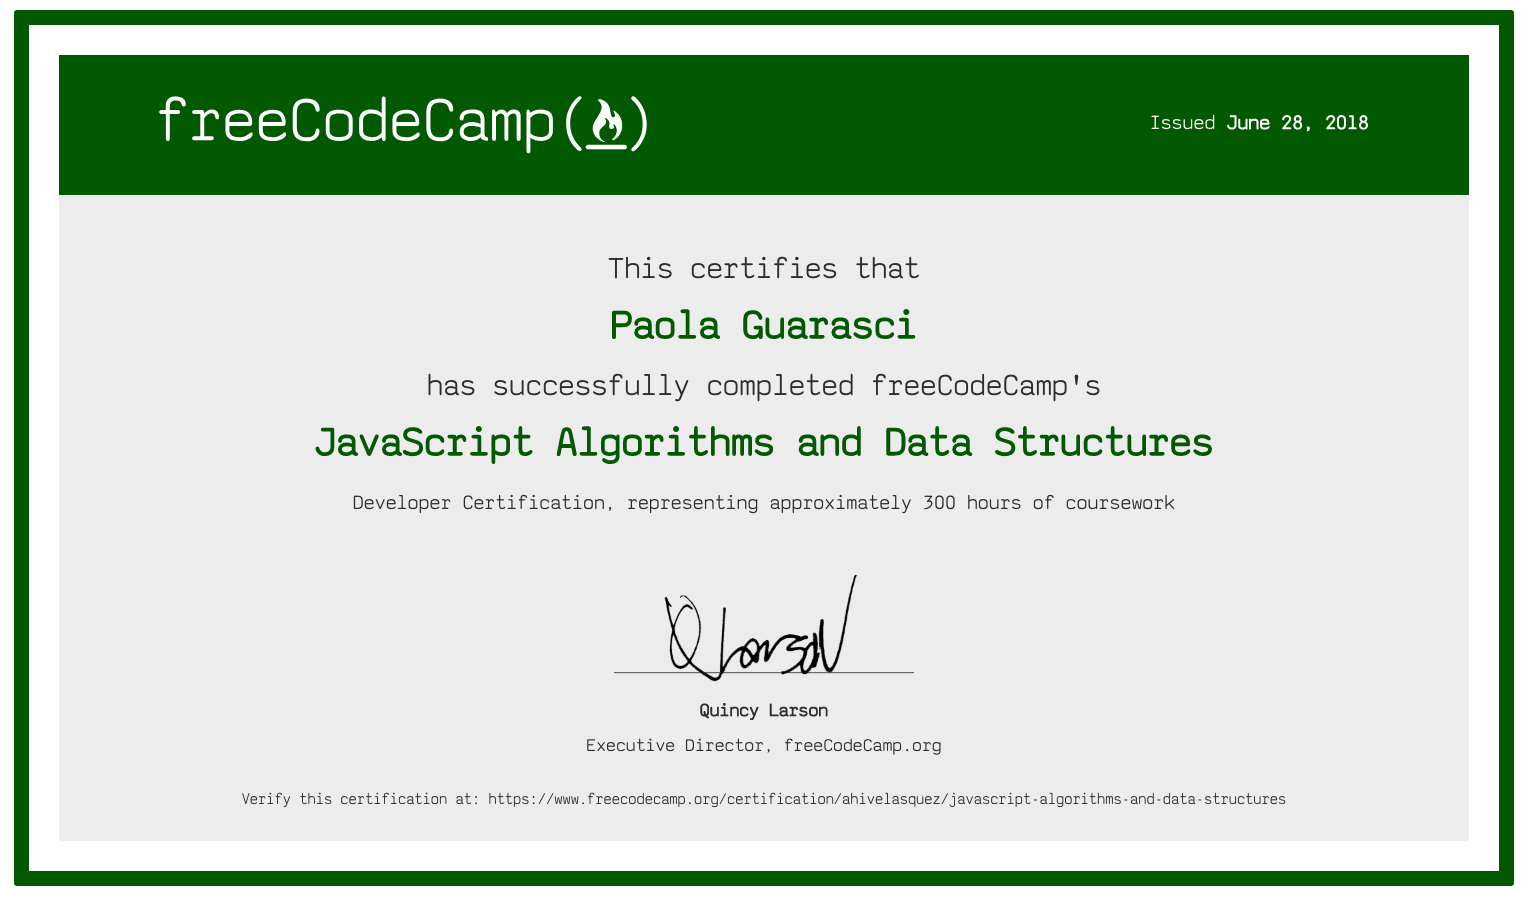 freeCodeCamp(🔥)
Issued June 28, 2018
This certifies that
Paola Guarasci
has successfully completed freeCodeCamp's
JavaScript Algorithms and Data Structures
Developer Certification, representing approximately 300 hours of coursework
QLarson
Quincy Larson
Executive Director, freeCodeCamp.org
Verify this certification at: https://www.freecodecamp.org/certification/ahivelasquez/javascript-algorithms-and-data-structures